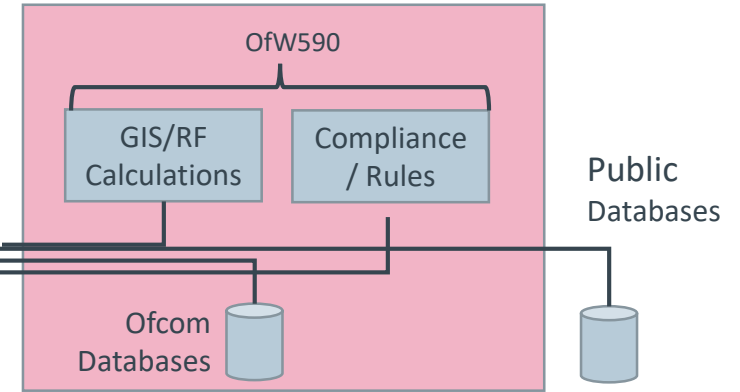 OfW590
GIS/RF
Calculations
Compliance
/ Rules
Public
Databases
Ofcom
Databases